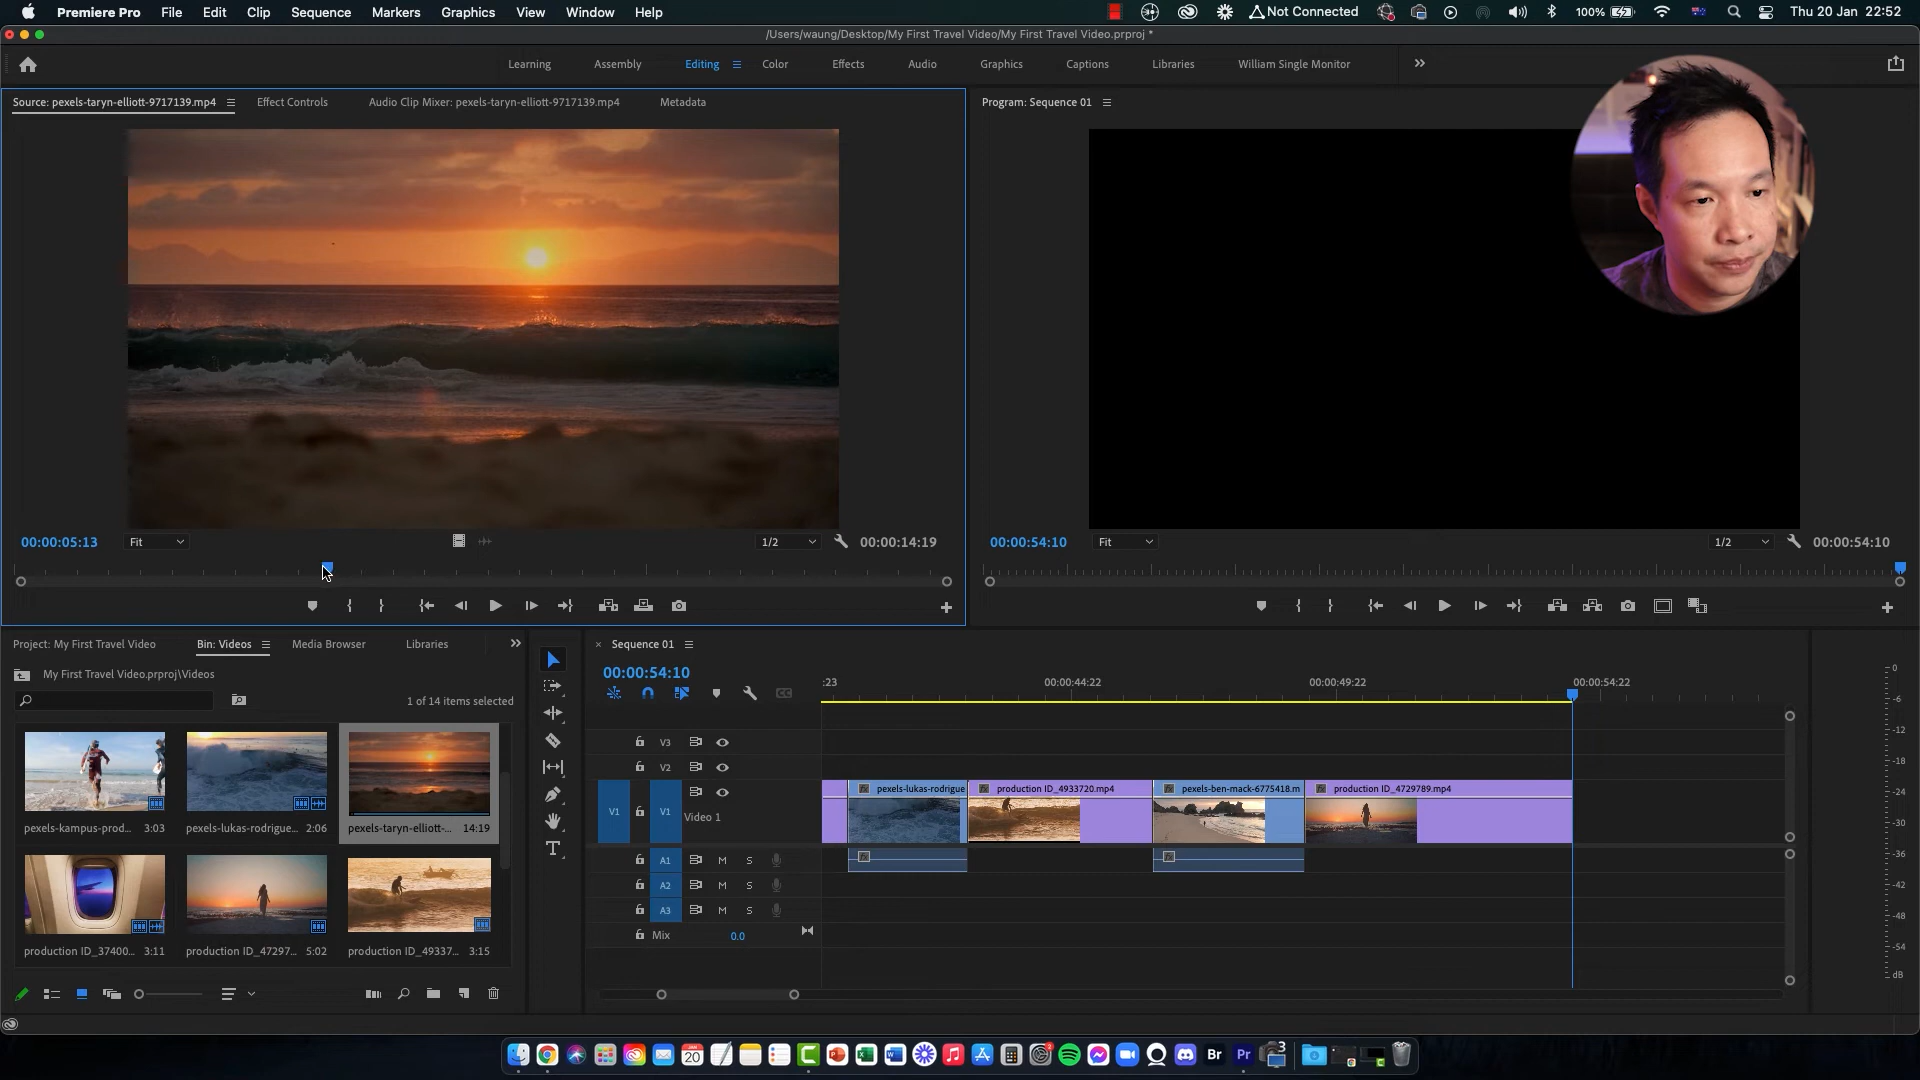 Premiere Pro File Edit Clip Sequence Markers Graphics View Window Help Not Connected 100% Thu 20 Jan 22:52
/Users/waung/Desktop/My First Travel Video/My First Travel Video.prproj *
Learning Assembly Editing Color Effects Audio Graphics Captions Libraries William Single Monitor
Source: pexels-taryn-elliott-9717139.mp4 Effect Controls Audio Clip Mixer: pexels-taryn-elliott-9717139.mp4 Metadata
Program: Sequence 01
00:00:05:13 Fit 1/2 00:00:14:19
00:00:54:10 Fit 1/2 00:00:54:10
Project: My First Travel Video Bin: Videos Media Browser Libraries
My First Travel Video.prproj\Videos
1 of 14 items selected
pexels-kampus-prod... 3:03 pexels-lukas-rodrigue... 2:06 pexels-taryn-elliott-... 14:19
production ID_37400... 3:11 production ID_47297... 5:02 production ID_49337... 3:15
× Sequence 01
00:00:54:10
:23 00:00:44:22 00:00:49:22 00:00:54:22
V3
V2
pexels-lukas-rodrigue production ID_4933720.mp4 pexels-ben-mack-6775418.m production ID_4729789.mp4
V1 V1 Video 1
A1 M S
A2 M S
A3 M S
Mix 0.0
0
-6
-12
-18
-24
-30
-36
-42
-48
-54
dB
JAN
20
Br Pr 3